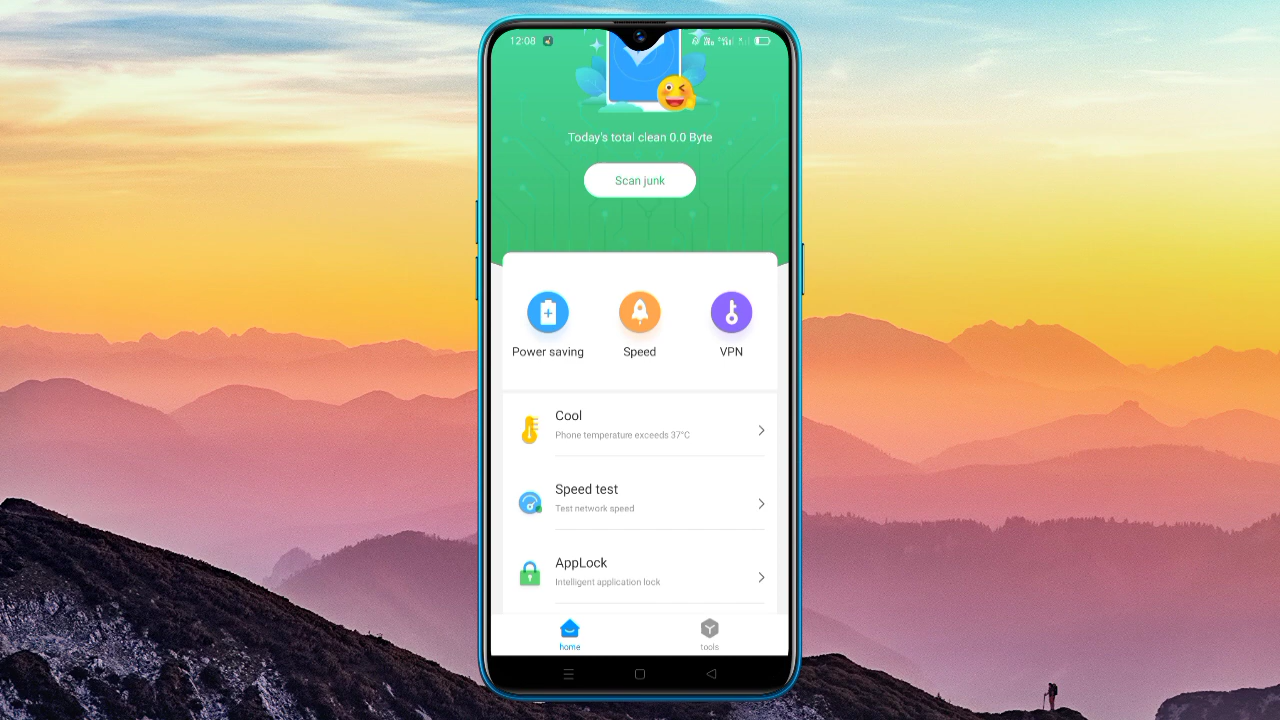 12:08
Today's total clean 0.0 Byte
Scan junk
Power saving
Speed
VPN
Cool
Phone temperature exceeds 37°C
Speed test
Test network speed
AppLock
Intelligent application lock
home
tools